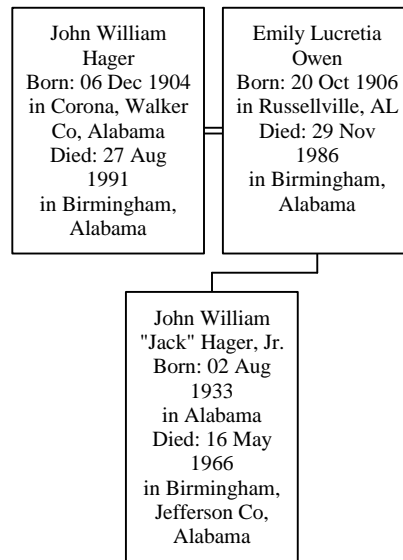 John William
Hager
Born: 06 Dec 1904
in Corona, Walker
Co, Alabama
Died: 27 Aug
1991
in Birmingham,
Alabama
Emily Lucretia
Owen
Born: 20 Oct 1906
in Russellville, AL
Died: 29 Nov
1986
in Birmingham,
Alabama
John William
"Jack" Hager, Jr.
Born: 02 Aug
1933
in Alabama
Died: 16 May
1966
in Birmingham,
Jefferson Co,
Alabama